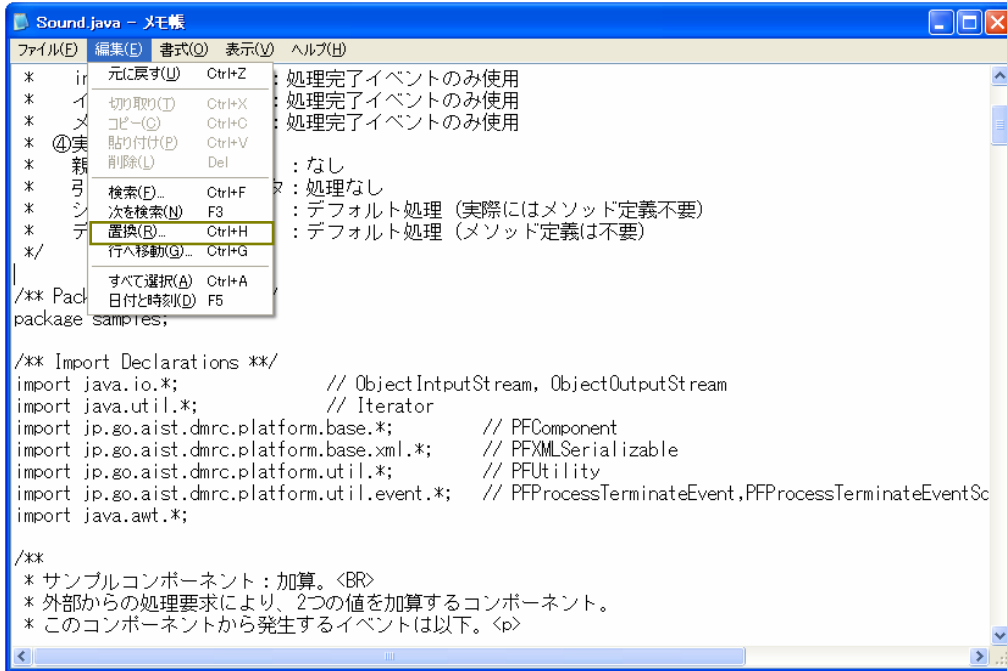 Sound.java - メモ帳
ファイル(F) 編集(E) 書式(O) 表示(V) ヘルプ(H)
元に戻す(U) Ctrl+Z
切り取り(T) Ctrl+X
コピー(C) Ctrl+C
貼り付け(P) Ctrl+V
削除(L) Del
検索(F)... Ctrl+F
次を検索(N) F3
置換(R)... Ctrl+H
行へ移動(G)... Ctrl+G
すべて選択(A) Ctrl+A
日付と時刻(D) F5
* in :処理完了イベントのみ使用
* イ :処理完了イベントのみ使用
* メ :処理完了イベントのみ使用
* ④実
* 親 :なし
* 引 タ:処理なし
* シ :デフォルト処理 (実際にはメソッド定義不要)
* デ :デフォルト処理 (メソッド定義は不要)
*/
/** Pack /
package samples;
/** Import Declarations **/
import java.io.*; // ObjectIntputStream, ObjectOutputStream
import java.util.*; // Iterator
import jp.go.aist.dmrc.platform.base.*; // PFComponent
import jp.go.aist.dmrc.platform.base.xml.*; // PFXMLSerializable
import jp.go.aist.dmrc.platform.util.*; // PFUtility
import jp.go.aist.dmrc.platform.util.event.*; // PFProcessTerminateEvent,PFProcessTerminateEventSc
import java.awt.*;
/**
* サンプルコンポーネント:加算。<BR>
* 外部からの処理要求により、2つの値を加算するコンポーネント。
* このコンポーネントから発生するイベントは以下。<p>